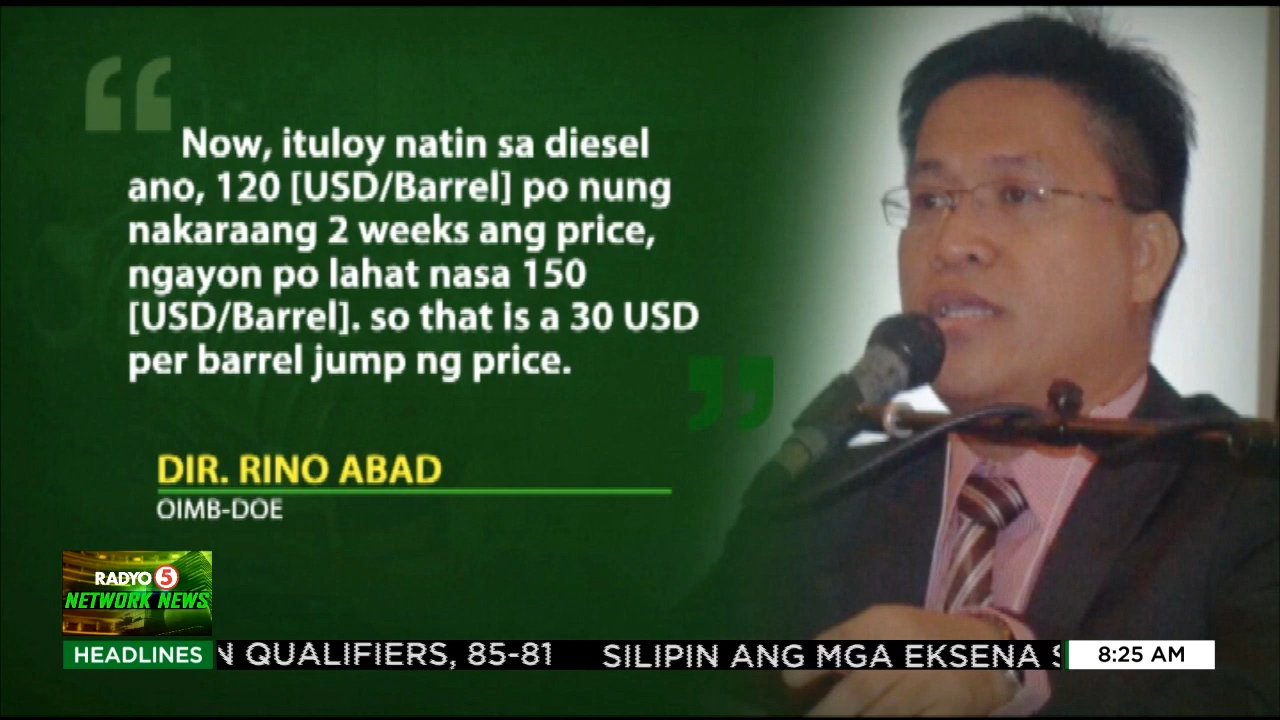 Now, ituloy natin sa diesel
ano, 120 [USD/Barrel] po nung
nakaraang 2 weeks ang price,
ngayon po lahat nasa 150
[USD/Barrel]. so that is a 30 USD
per barrel jump ng price.
DIR. RINO ABAD
OIMB-DOE
RADYO 5
NETWORK NEWS
HEADLINES
N QUALIFIERS, 85-81 SILIPIN ANG MGA EKSENA S
8:25 AM